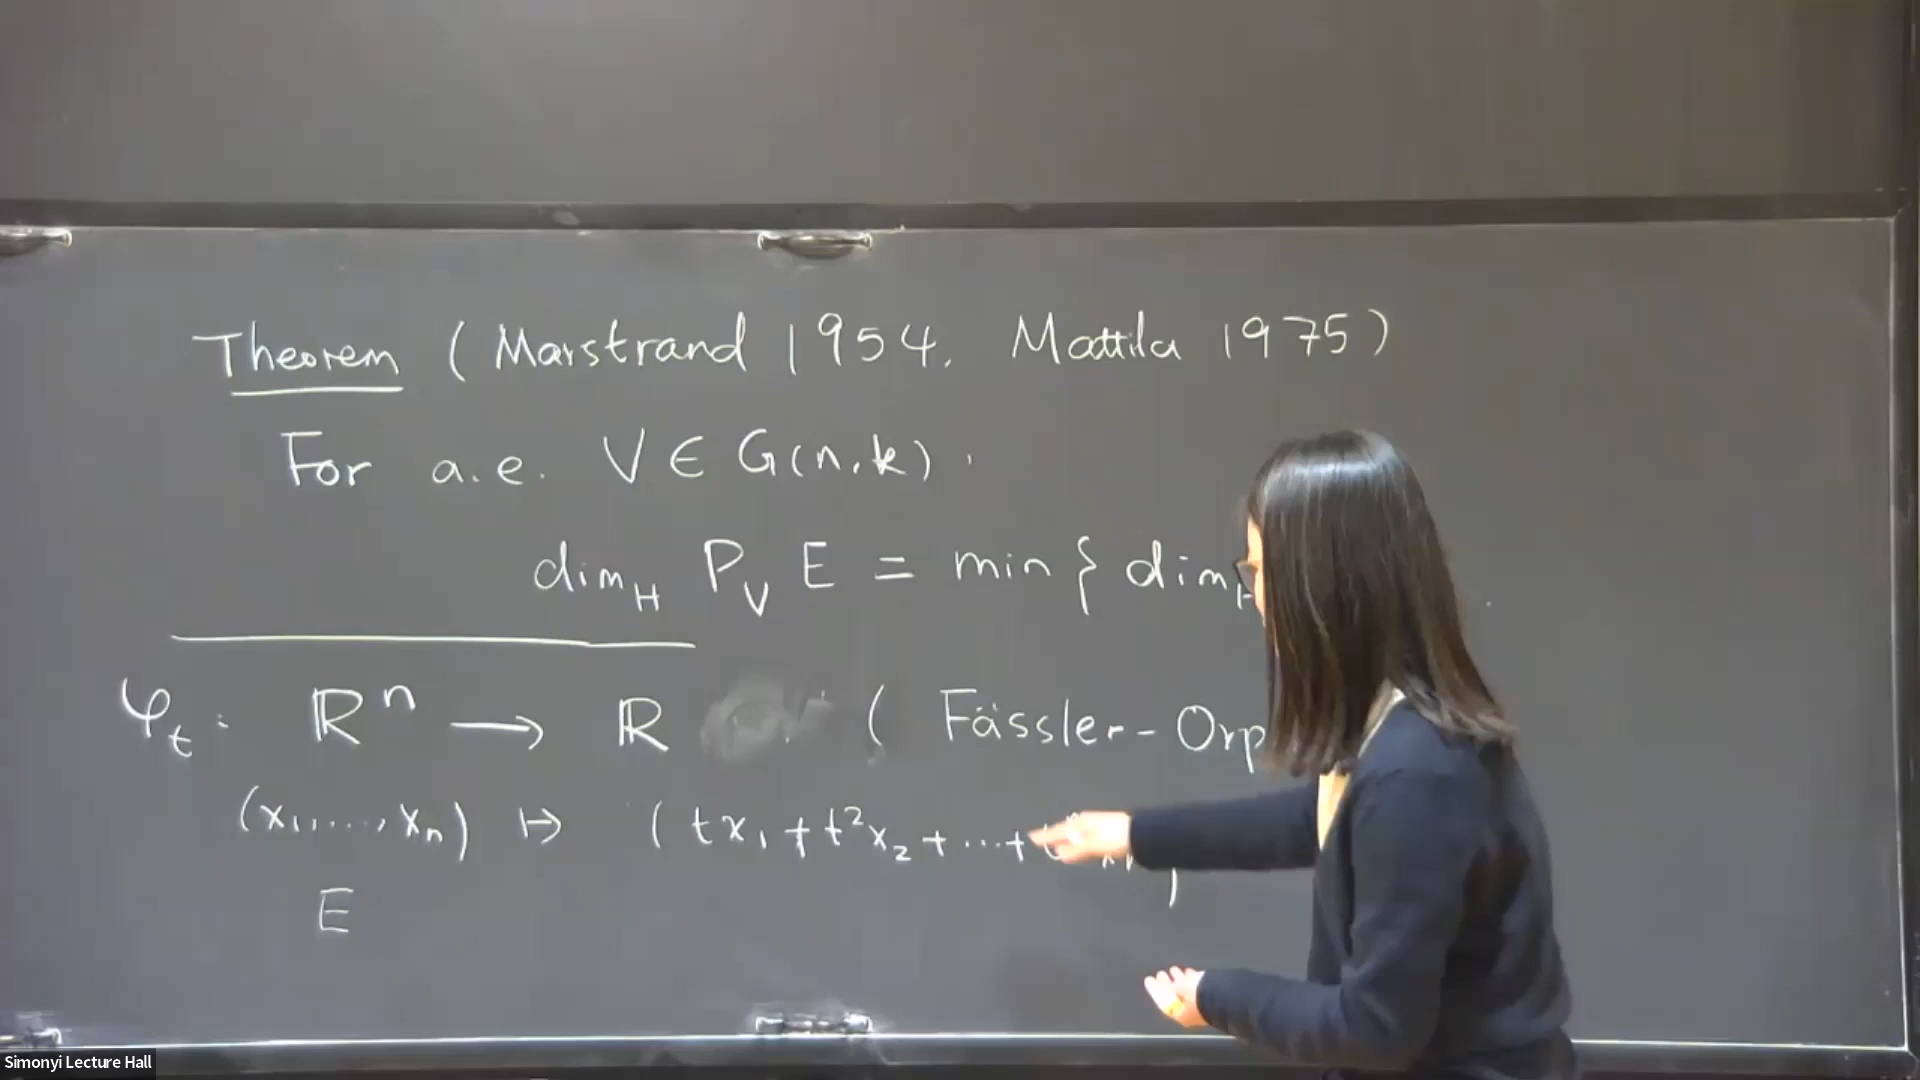 Theorem (Marstrand 1954, Mattila 1975)
For a.e. V ∈ G(n,k).
dim_H P_V E = min { dim_H
φ_t : ℝ^n → ℝ ( Fässler-Orp
(x_1, ..., x_n) ↦ ( t x_1 + t^2 x_2 + ... + )
E
Simonyi Lecture Hall